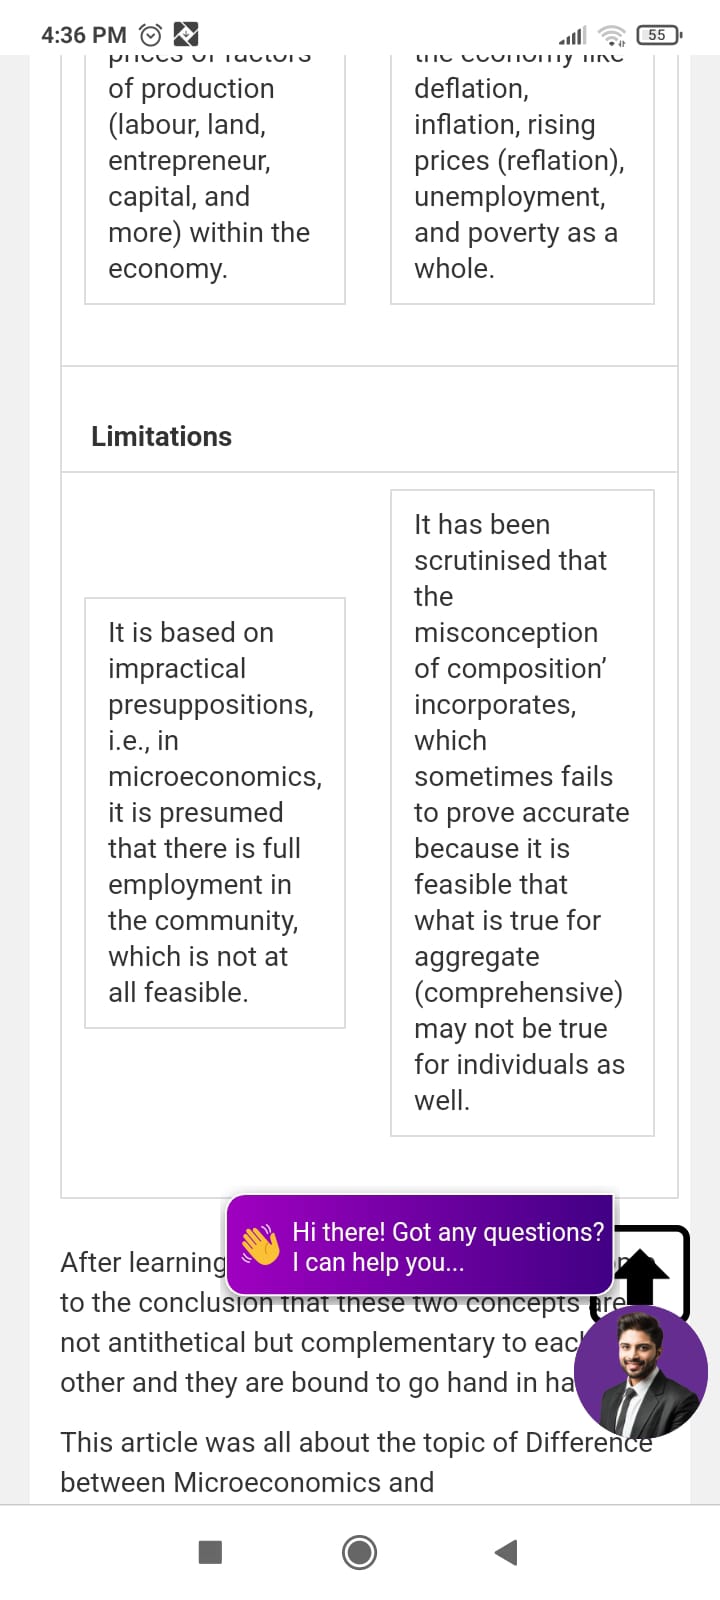 4:36 PM
55
prices of factors
of production
(labour, land,
entrepreneur,
capital, and
more) within the
economy.
the economy like
deflation,
inflation, rising
prices (reflation),
unemployment,
and poverty as a
whole.
Limitations
It is based on
impractical
presuppositions,
i.e., in
microeconomics,
it is presumed
that there is full
employment in
the community,
which is not at
all feasible.
It has been
scrutinised that
the
misconception
of composition’
incorporates,
which
sometimes fails
to prove accurate
because it is
feasible that
what is true for
aggregate
(comprehensive)
may not be true
for individuals as
well.
Hi there! Got any questions?
I can help you...
After learning
to the conclusion that these two concepts are
not antithetical but complementary to each
other and they are bound to go hand in
This article was all about the topic of Difference
between Microeconomics and